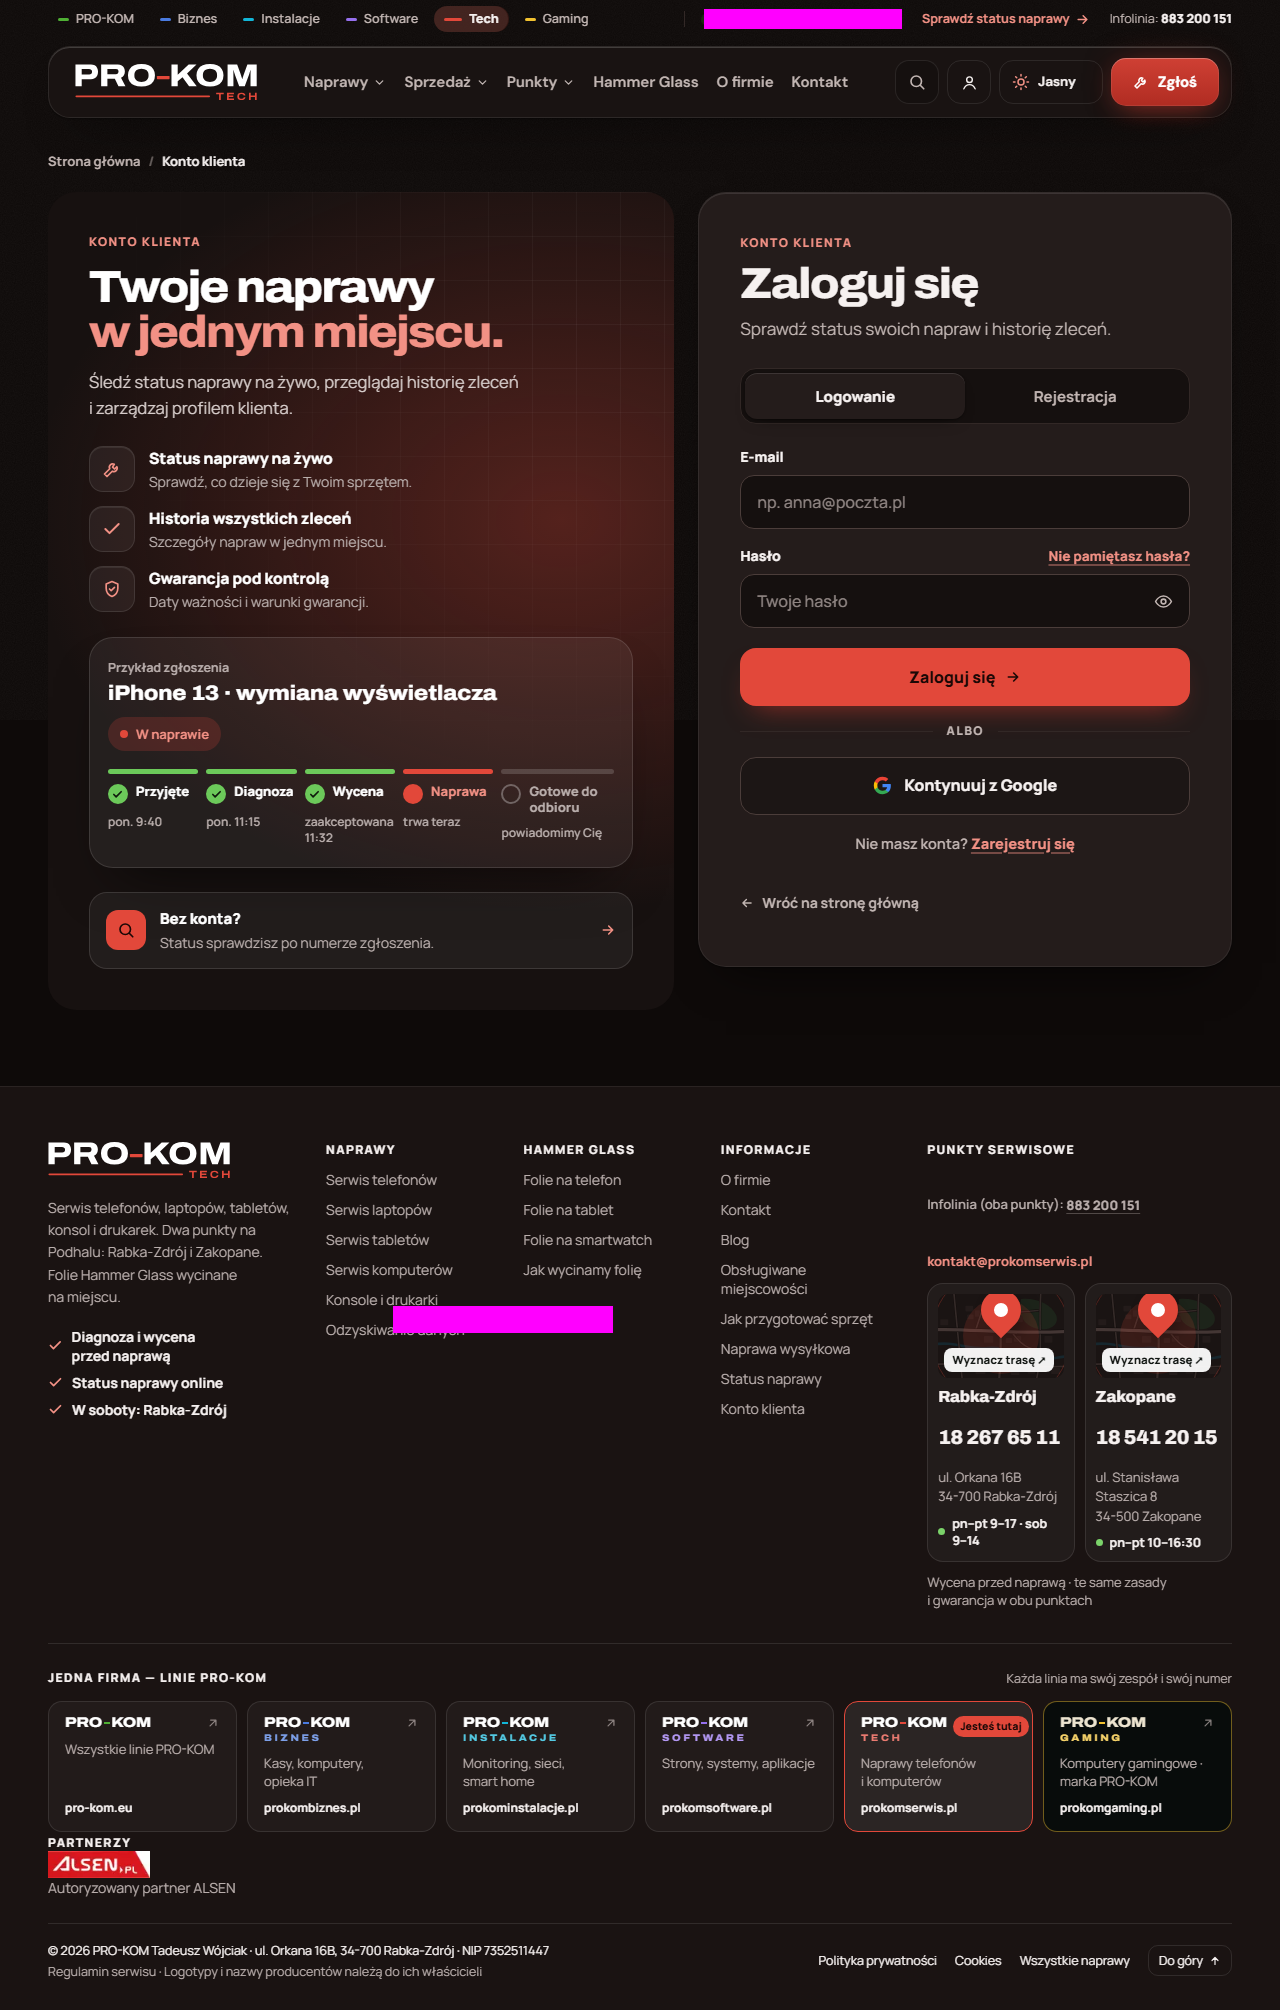 PRO-KOM Biznes Instalacje Software Tech Gaming
Sprawdź status naprawy → Infolinia: 883 200 151
PRO-KOM TECH
Naprawy Sprzedaż Punkty Hammer Glass O firmie Kontakt
Jasny
Zgłoś
Strona główna / Konto klienta
KONTO KLIENTA
Twoje naprawy
w jednym miejscu.
Śledź status naprawy na żywo, przeglądaj historię zleceń
i zarządzaj profilem klienta.
Status naprawy na żywo
Sprawdź, co dzieje się z Twoim sprzętem.
Historia wszystkich zleceń
Szczegóły napraw w jednym miejscu.
Gwarancja pod kontrolą
Daty ważności i warunki gwarancji.
Przykład zgłoszenia
iPhone 13 · wymiana wyświetlacza
W naprawie
Przyjęte
pon. 9:40
Diagnoza
pon. 11:15
Wycena
zaakceptowana
11:32
Naprawa
trwa teraz
Gotowe do
odbioru
powiadomimy Cię
Bez konta?
Status sprawdzisz po numerze zgłoszenia.
→
KONTO KLIENTA
Zaloguj się
Sprawdź status swoich napraw i historię zleceń.
Logowanie
Rejestracja
E-mail
np. anna@poczta.pl
Hasło
Nie pamiętasz hasła?
Twoje hasło
Zaloguj się →
ALBO
Kontynuuj z Google
Nie masz konta? Zarejestruj się
← Wróć na stronę główną
PRO-KOM
TECH
Serwis telefonów, laptopów, tabletów,
konsol i drukarek. Dwa punkty na
Podhalu: Rabka-Zdrój i Zakopane.
Folie Hammer Glass wycinane
na miejscu.
Diagnoza i wycena
przed naprawą
Status naprawy online
W soboty: Rabka-Zdrój
NAPRAWY
Serwis telefonów
Serwis laptopów
Serwis tabletów
Serwis komputerów
Konsole i drukarki
HAMMER GLASS
Folie na telefon
Folie na tablet
Folie na smartwatch
Jak wycinamy folię
INFORMACJE
O firmie
Kontakt
Blog
Obsługiwane
miejscowości
Jak przygotować sprzęt
Naprawa wysyłkowa
Status naprawy
Konto klienta
PUNKTY SERWISOWE
Infolinia (oba punkty): 883 200 151
kontakt@prokomserwis.pl
Wyznacz trasę ↗
Rabka-Zdrój
18 267 65 11
ul. Orkana 16B
34-700 Rabka-Zdrój
pn–pt 9–17 · sob
9–14
Wyznacz trasę ↗
Zakopane
18 541 20 15
ul. Stanisława
Staszica 8
34-500 Zakopane
pn–pt 10–16:30
Wycena przed naprawą · te same zasady
i gwarancja w obu punktach
JEDNA FIRMA — LINIE PRO-KOM
Każda linia ma swój zespół i swój numer
PRO-KOM
Wszystkie linie PRO-KOM
pro-kom.eu
PRO-KOM
BIZNES
Kasy, komputery,
opieka IT
prokombiznes.pl
PRO-KOM
INSTALACJE
Monitoring, sieci,
smart home
prokominstalacje.pl
PRO-KOM
SOFTWARE
Strony, systemy, aplikacje
prokomsoftware.pl
PRO-KOM
TECH
Jesteś tutaj
Naprawy telefonów
i komputerów
prokomserwis.pl
PRO-KOM
GAMING
Komputery gamingowe ·
marka PRO-KOM
prokomgaming.pl
PARTNERZY
ALSEN PL
Autoryzowany partner ALSEN
© 2026 PRO-KOM Tadeusz Wójciak · ul. Orkana 16B, 34-700 Rabka-Zdrój · NIP 7352511447
Regulamin serwisu · Logotypy i nazwy producentów należą do ich właścicieli
Polityka prywatności Cookies Wszystkie naprawy Do góry ↑